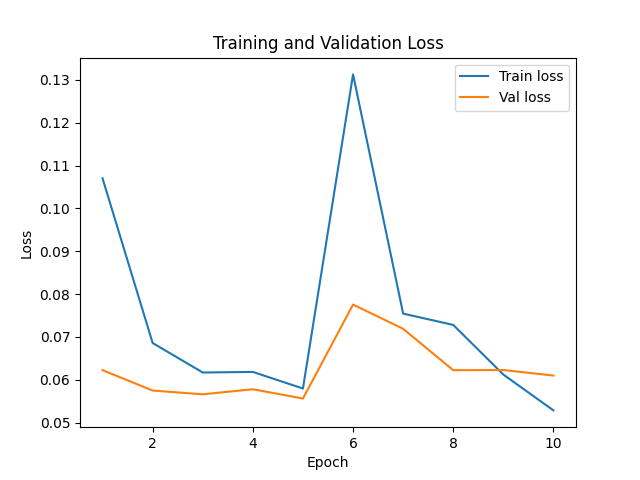 Training and Validation Loss
Train loss
Val loss
0.13
0.12
0.11
0.10
0.09
0.08
0.07
0.06
0.05
Loss
2
4
6
8
10
Epoch